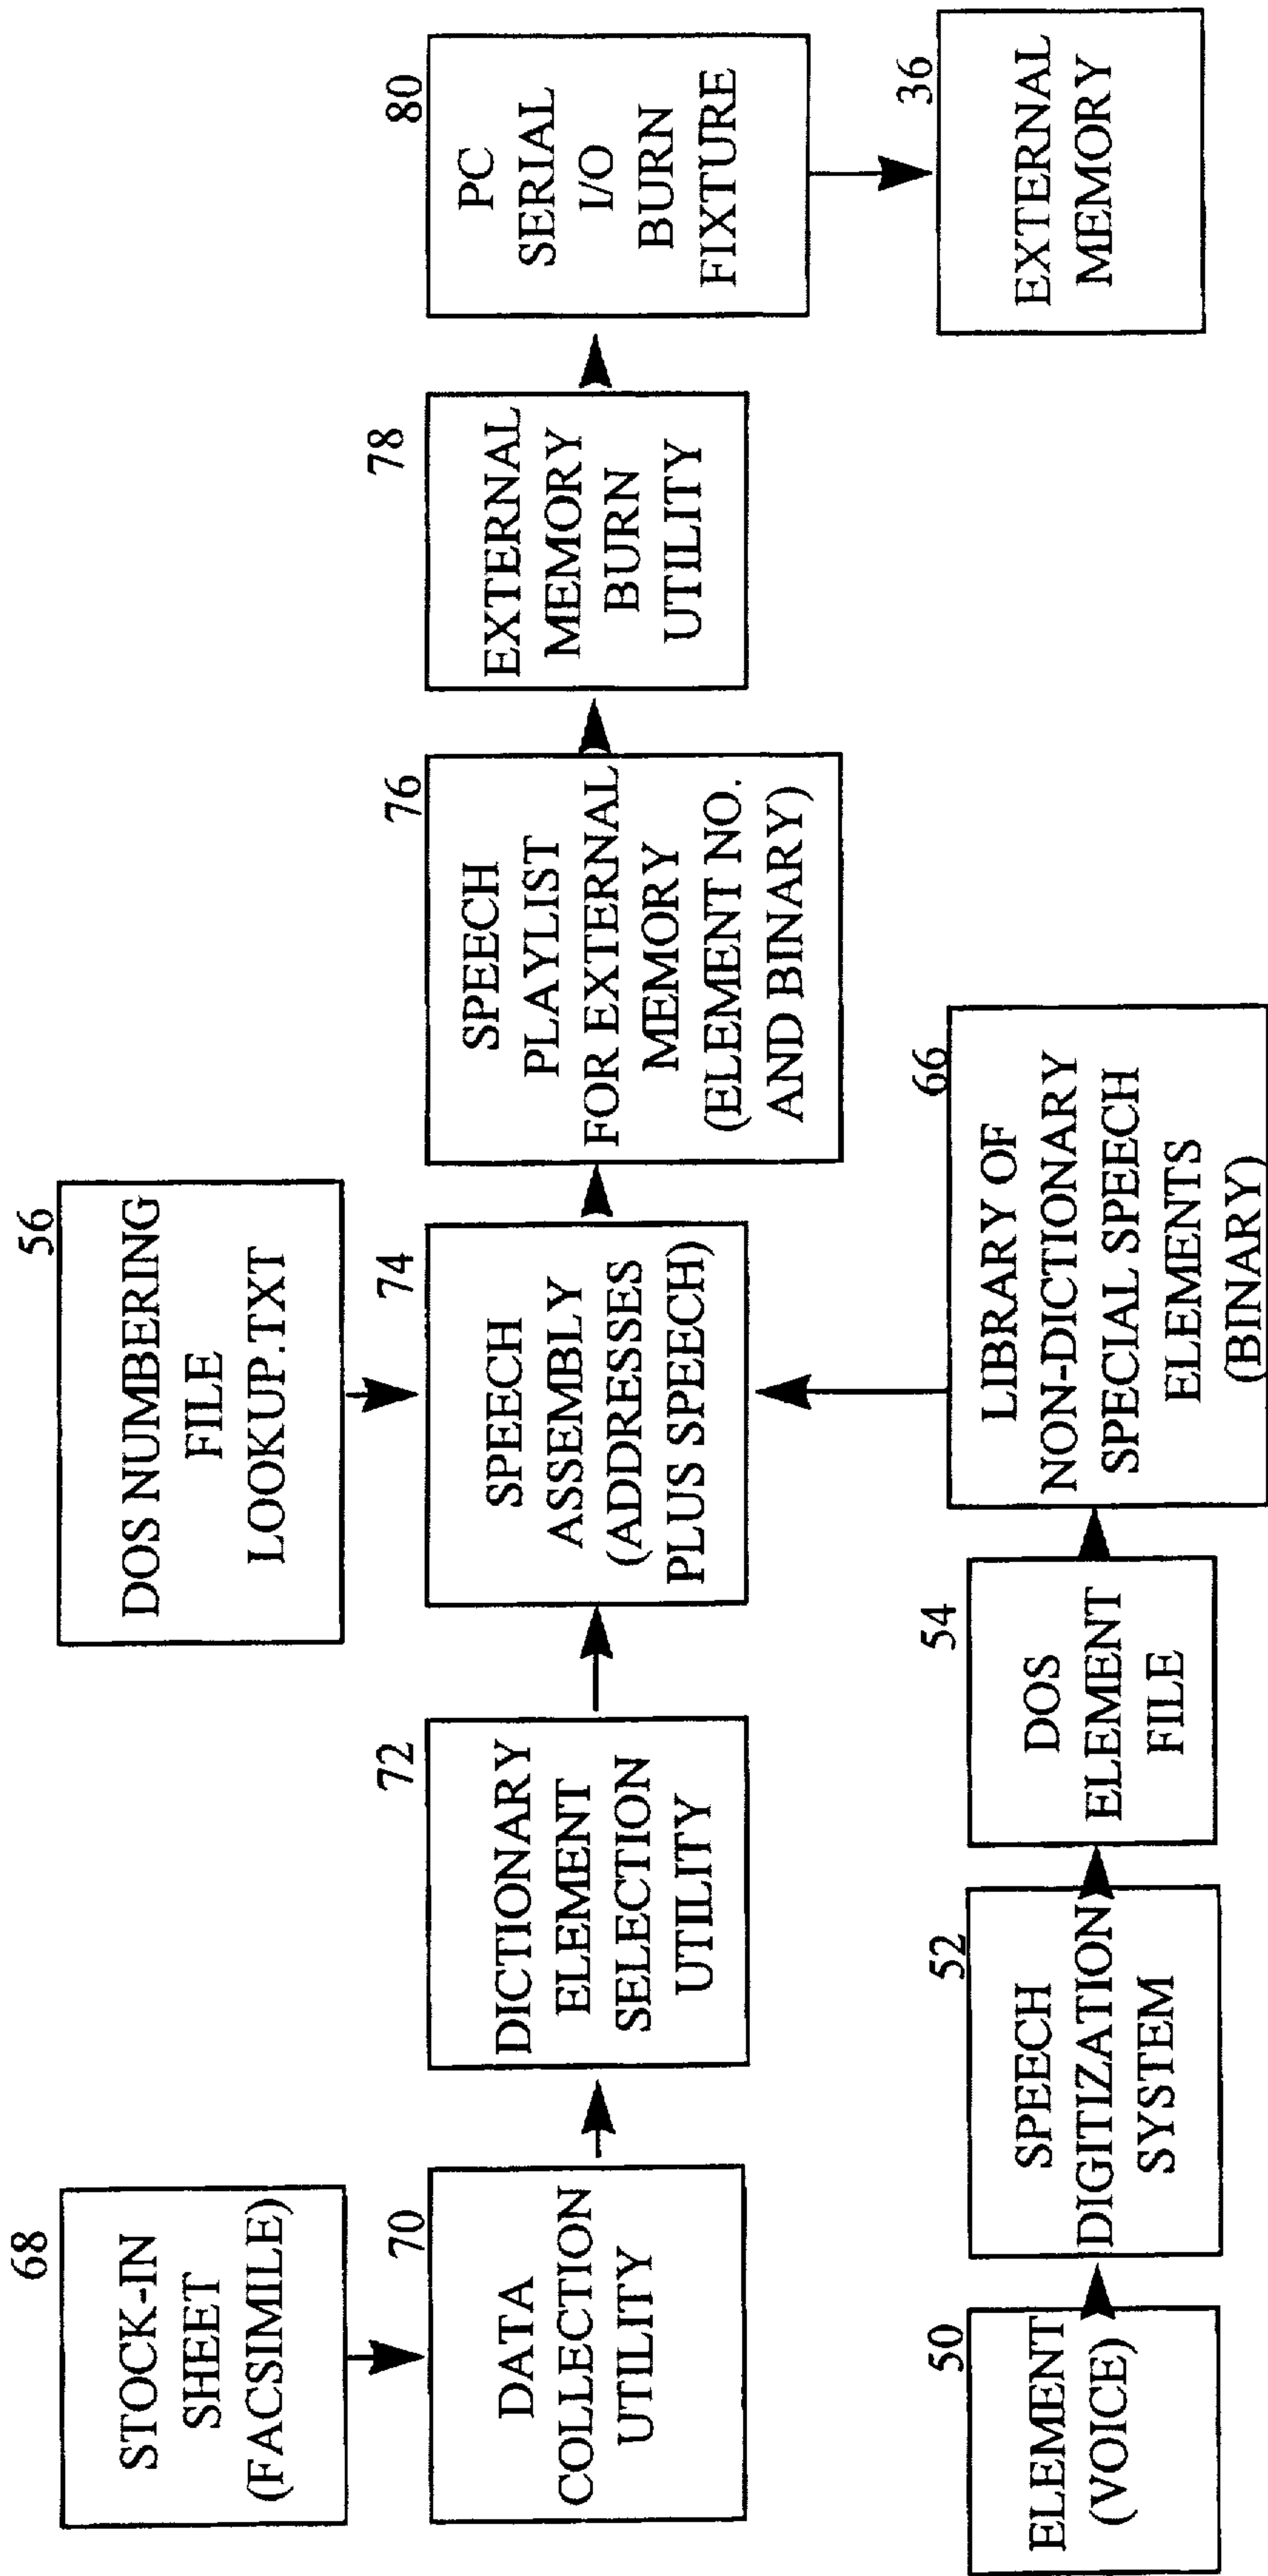 68
STOCK-IN
SHEET
(FACSIMILE)
56
DOS NUMBERING
FILE
LOOKUP.TXT
70
DATA
COLLECTION
UTILITY
72
DICTIONARY
ELEMENT
SELECTION
UTILITY
74
SPEECH
ASSEMBLY
(ADDRESSES
PLUS SPEECH)
76
SPEECH
PLAYLIST
FOR EXTERNAL
MEMORY
(ELEMENT NO.
AND BINARY)
78
EXTERNAL
MEMORY
BURN
UTILITY
80
PC
SERIAL
I/O
BURN
FIXTURE
50
ELEMENT
(VOICE)
52
SPEECH
DIGITIZATION
SYSTEM
54
DOS
ELEMENT
FILE
66
LIBRARY OF
NON-DICTIONARY
SPECIAL SPEECH
ELEMENTS
(BINARY)
36
EXTERNAL
MEMORY